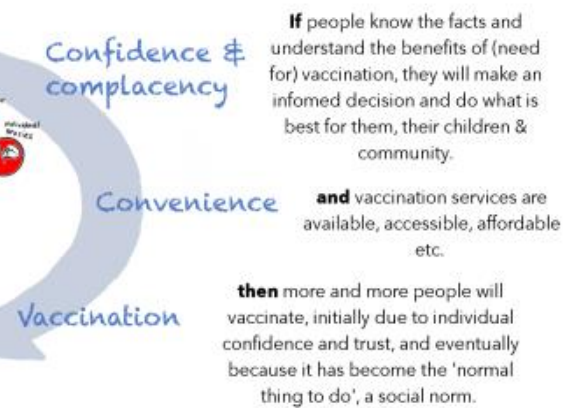 Confidence &
complacency
If people know the facts and
understand the benefits of (need
for) vaccination, they will make an
infomed decision and do what is
best for them, their children &
community.
Convenience
and vaccination services are
available, accessible, affordable
etc.
Vaccination
then more and more people will
vaccinate, initially due to individual
confidence and trust, and eventually
because it has become the 'normal
thing to do', a social norm.
individual